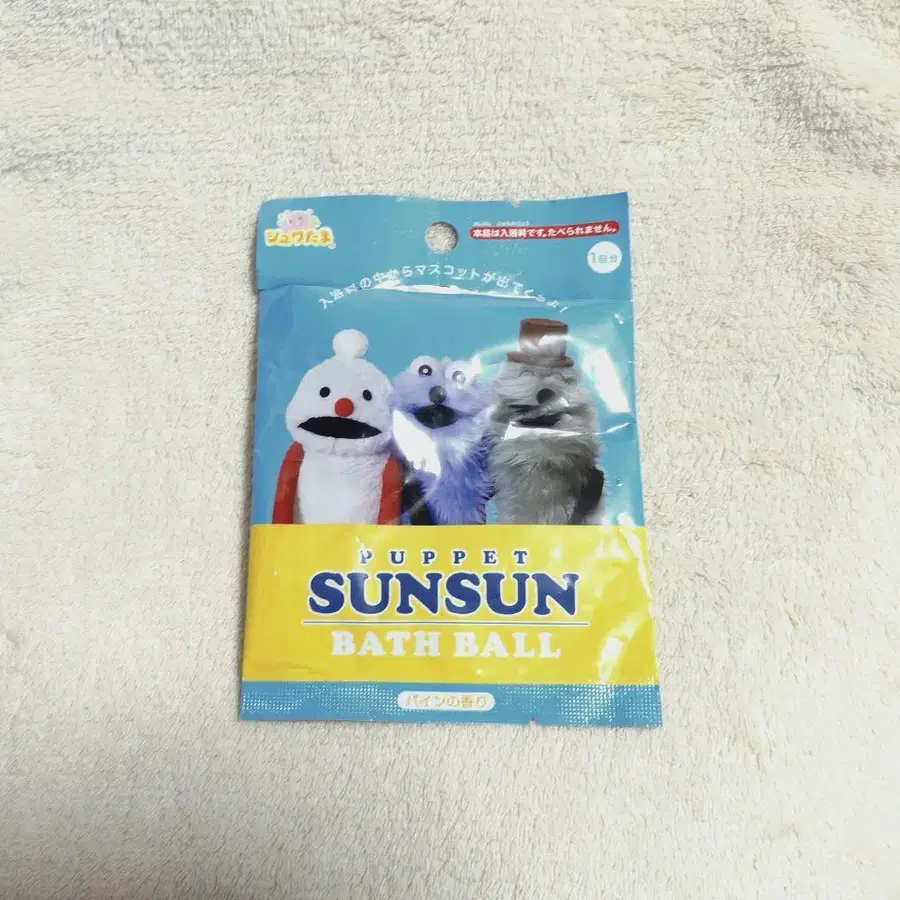 シュワたま
本品は入浴料です。たべられません。
1回分
入浴料の中からマスコットが出てくるよ!
PUPPET
SUNSUN
BATH BALL
パインの香り